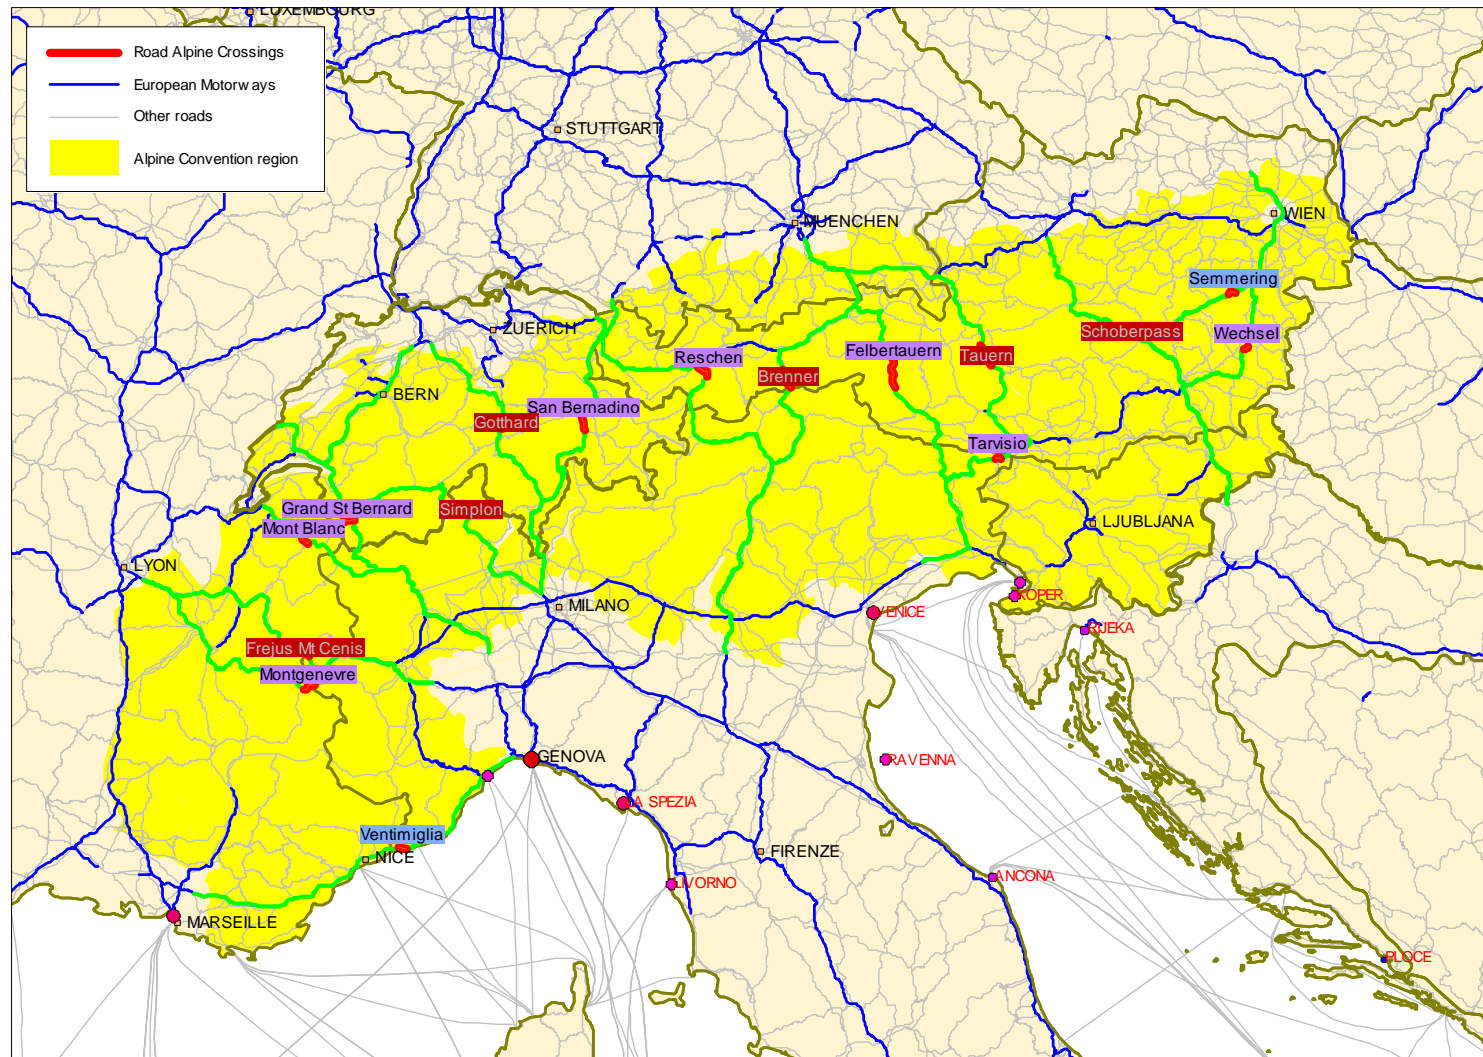 LUXEMBOURG
Road Alpine Crossings
European Motorways
Other roads
Alpine Convention region
STUTTGART
MUENCHEN
WIEN
Semmering
ZUERICH
Schoberpass
Wechsel
Reschen
Felbertauern
Tauern
Brenner
BERN
San Bernadino
Gotthard
Tarvisio
Grand St Bernard
Simplon
Mont Blanc
LJUBLJANA
LYON
MILANO
KOPER
VENICE
RIJEKA
Frejus Mt Cenis
Montgenevre
GENOVA
RAVENNA
LA SPEZIA
Ventimiglia
NICE
FIRENZE
LIVORNO
ANCONA
MARSEILLE
PLOCE